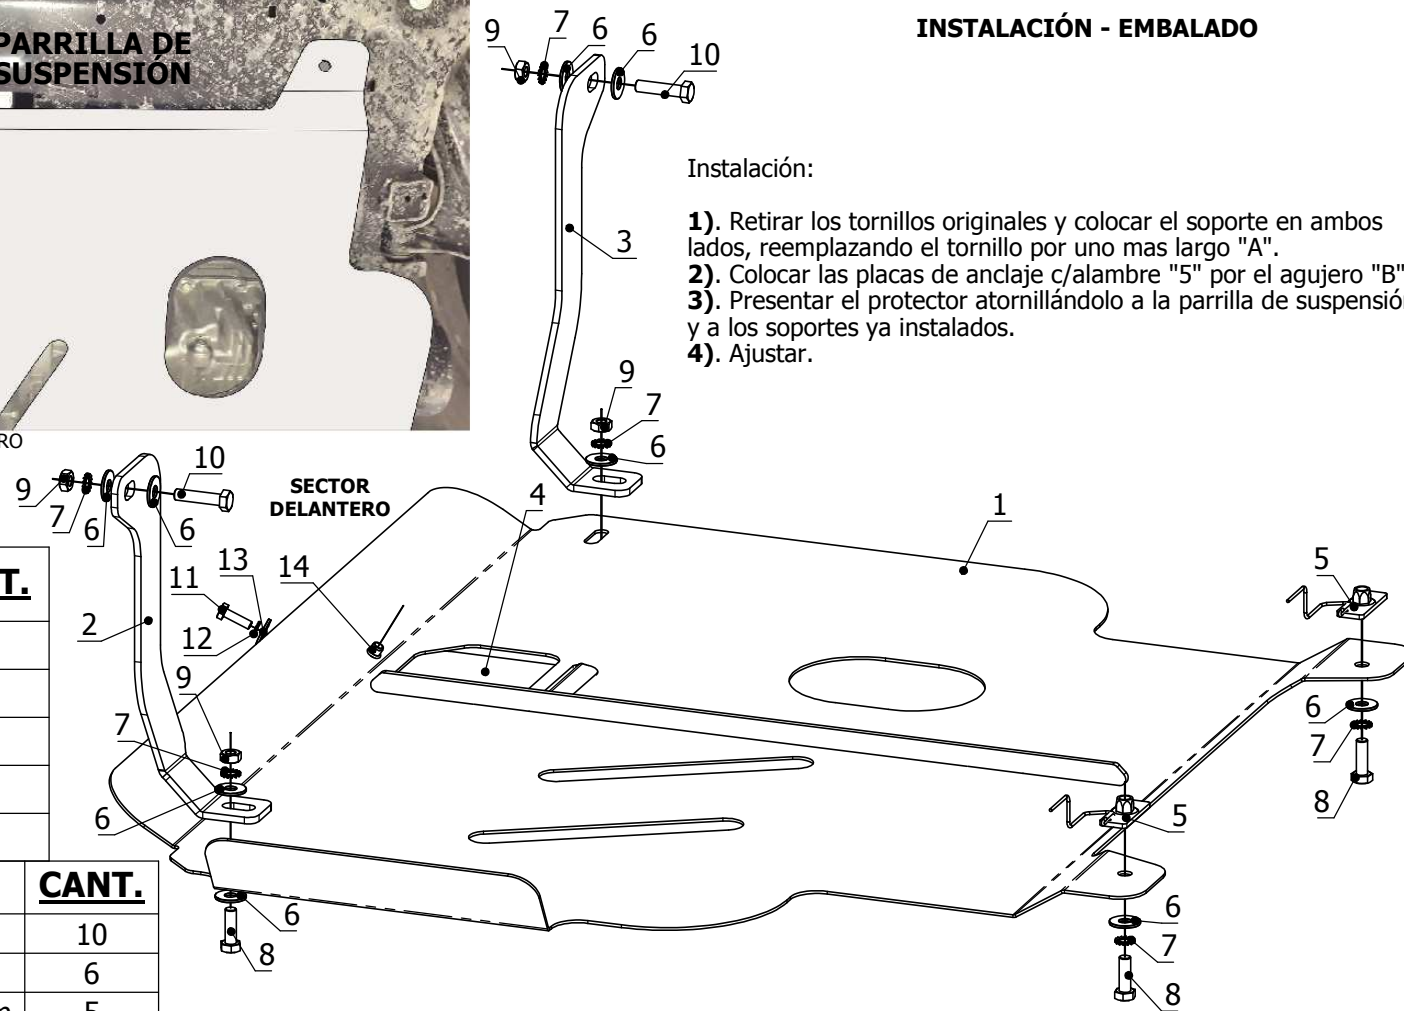 PARRILLA DE
SUSPENSIÓN
INSTALACIÓN - EMBALADO
9
7
6
6
10
3
Instalación:
1). Retirar los tornillos originales y colocar el soporte en ambos
lados, reemplazando el tornillo por uno mas largo "A".
2). Colocar las placas de anclaje c/alambre "5" por el agujero "B"
3). Presentar el protector atornillándolo a la parrilla de suspensión
y a los soportes ya instalados.
4). Ajustar.
9
7
6
RO
9
7
6
6
10
SECTOR
DELANTERO
4
1
5
T.
11
13
12
14
2
9
7
6
6
8
6
7
8
5
6
7
8
CANT.
10
6
5